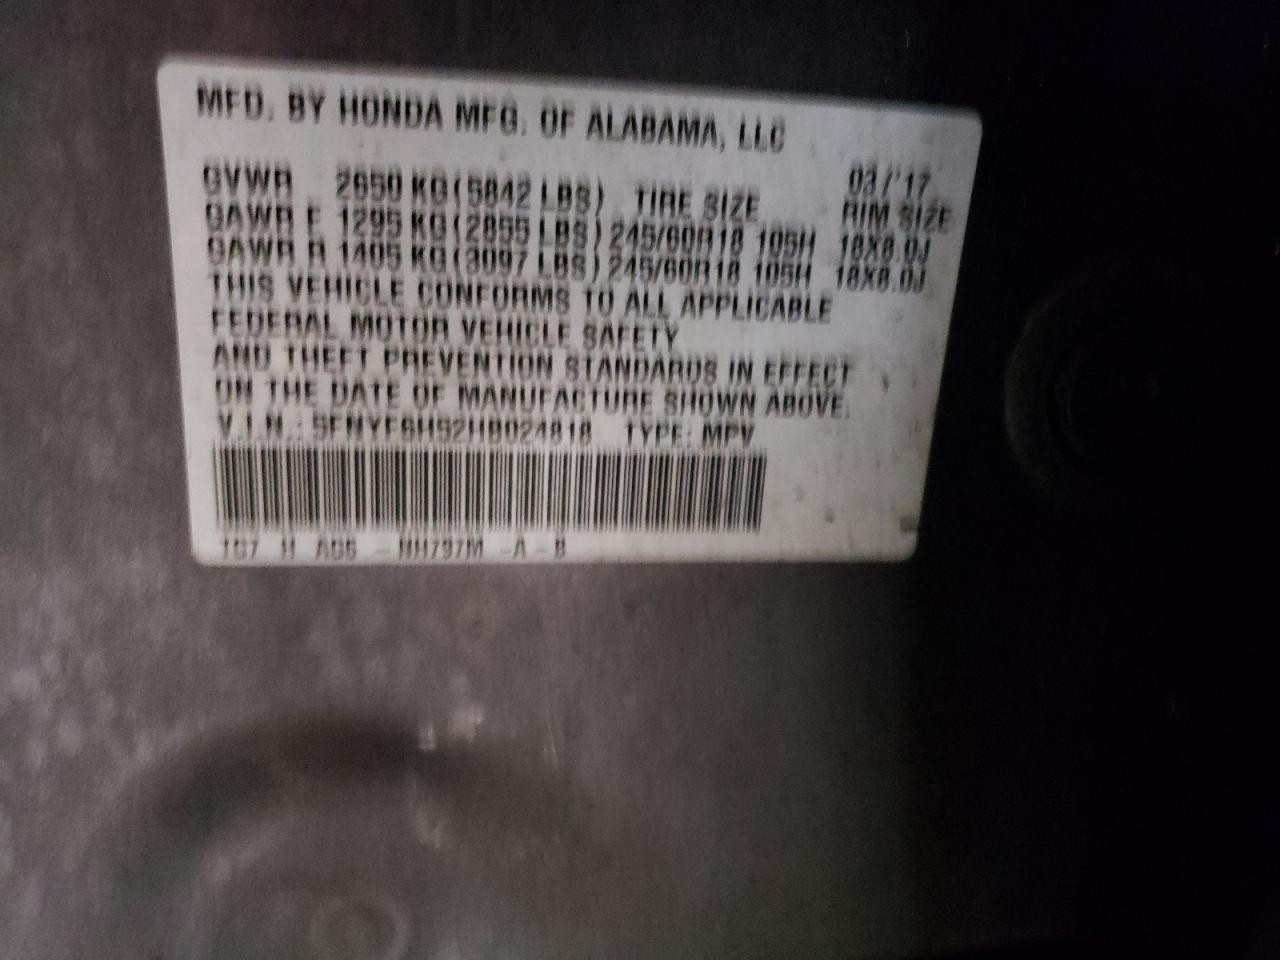 MFD. BY HONDA MFG. OF ALABAMA, LLC
03/'17
GVWR 2650 KG(5842 LBS) TIRE SIZE RIM SIZE
GAWR F 1295 KG(2855 LBS)245/60R18 105H 18X8.0J
GAWR R 1405 KG(3097 LBS)245/60R18 105H 18X8.0J
THIS VEHICLE CONFORMS TO ALL APPLICABLE
FEDERAL MOTOR VEHICLE SAFETY
AND THEFT PREVENTION STANDARDS IN EFFECT
ON THE DATE OF MANUFACTURE SHOWN ABOVE.
V.I.N.: 5FNYF6H52HB024818 TYPE: MPV
TG7 H A06 -NH797M -A -B